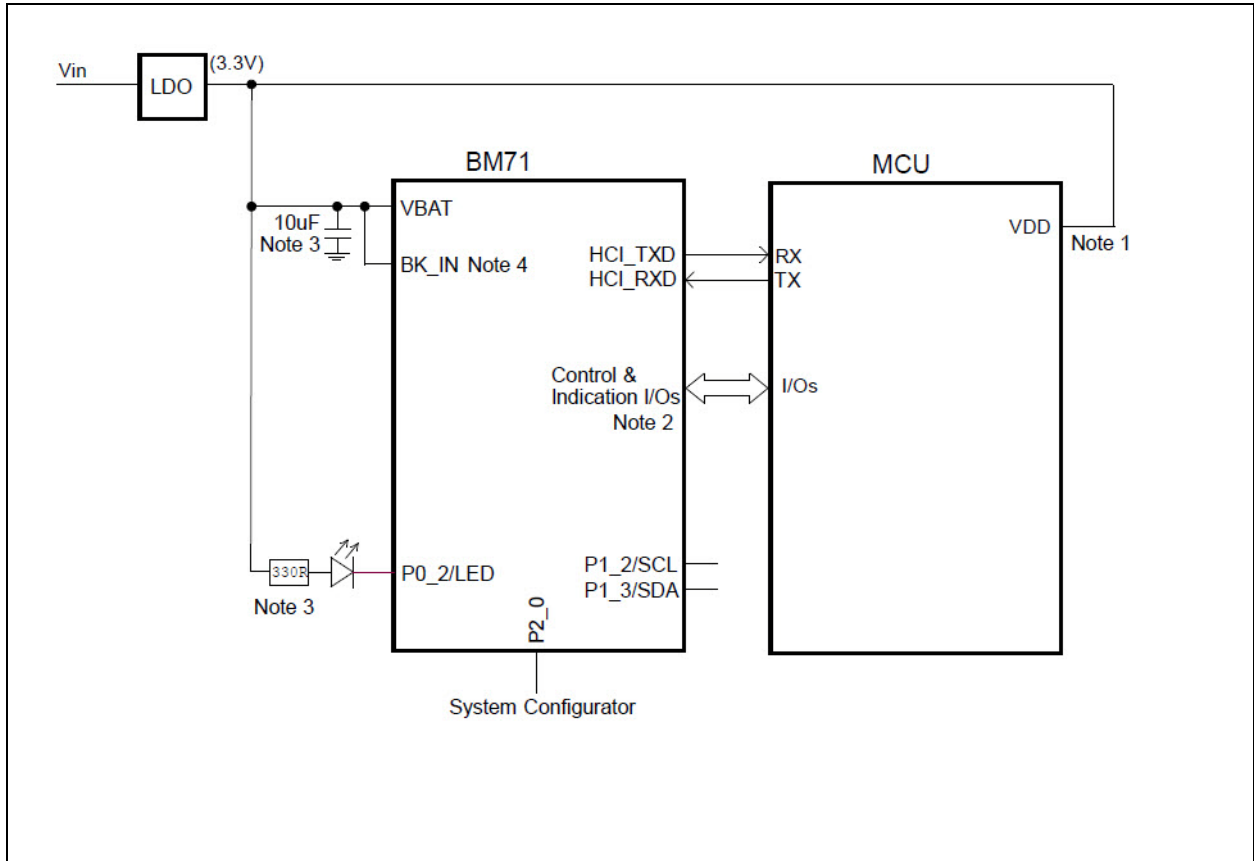 Vin
LDO
(3.3V)
BM71
MCU
VBAT
10uF
Note 3
BK_IN Note 4
HCI_TXD
HCI_RXD
RX
TX
VDD
Note 1
Control &
Indication I/Os
Note 2
I/Os
330R
Note 3
P0_2/LED
P1_2/SCL
P1_3/SDA
P2_0
System Configurator